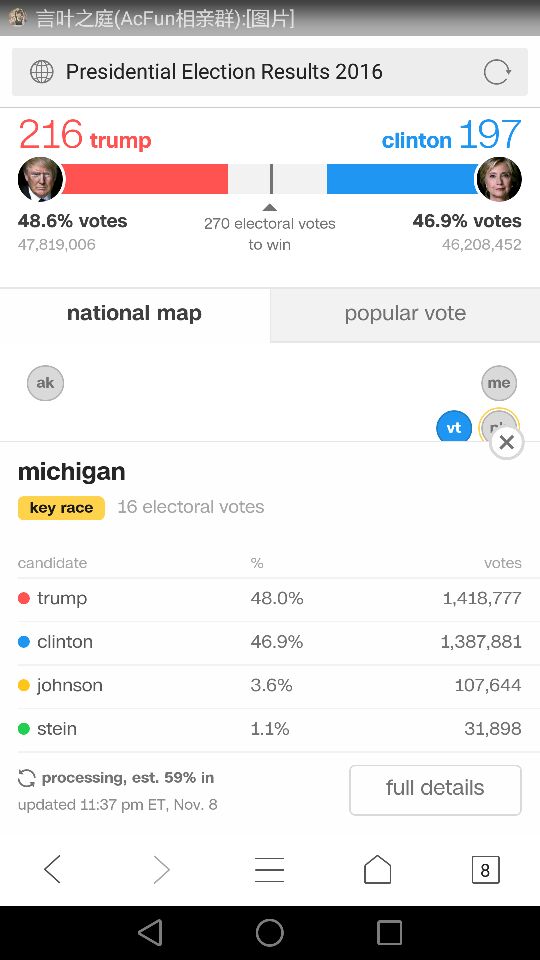 言叶之庭(AcFun相亲群):[图片]
Presidential Election Results 2016
216 trump
clinton 197
48.6% votes
270 electoral votes
to win
46.9% votes
47,819,006
46,208,452
national map
popular vote
ak
me
vt
michigan
key race
16 electoral votes
candidate
%
votes
trump
48.0%
1,418,777
clinton
46.9%
1,387,881
johnson
3.6%
107,644
stein
1.1%
31,898
processing, est. 59% in
updated 11:37 pm ET, Nov. 8
full details
8